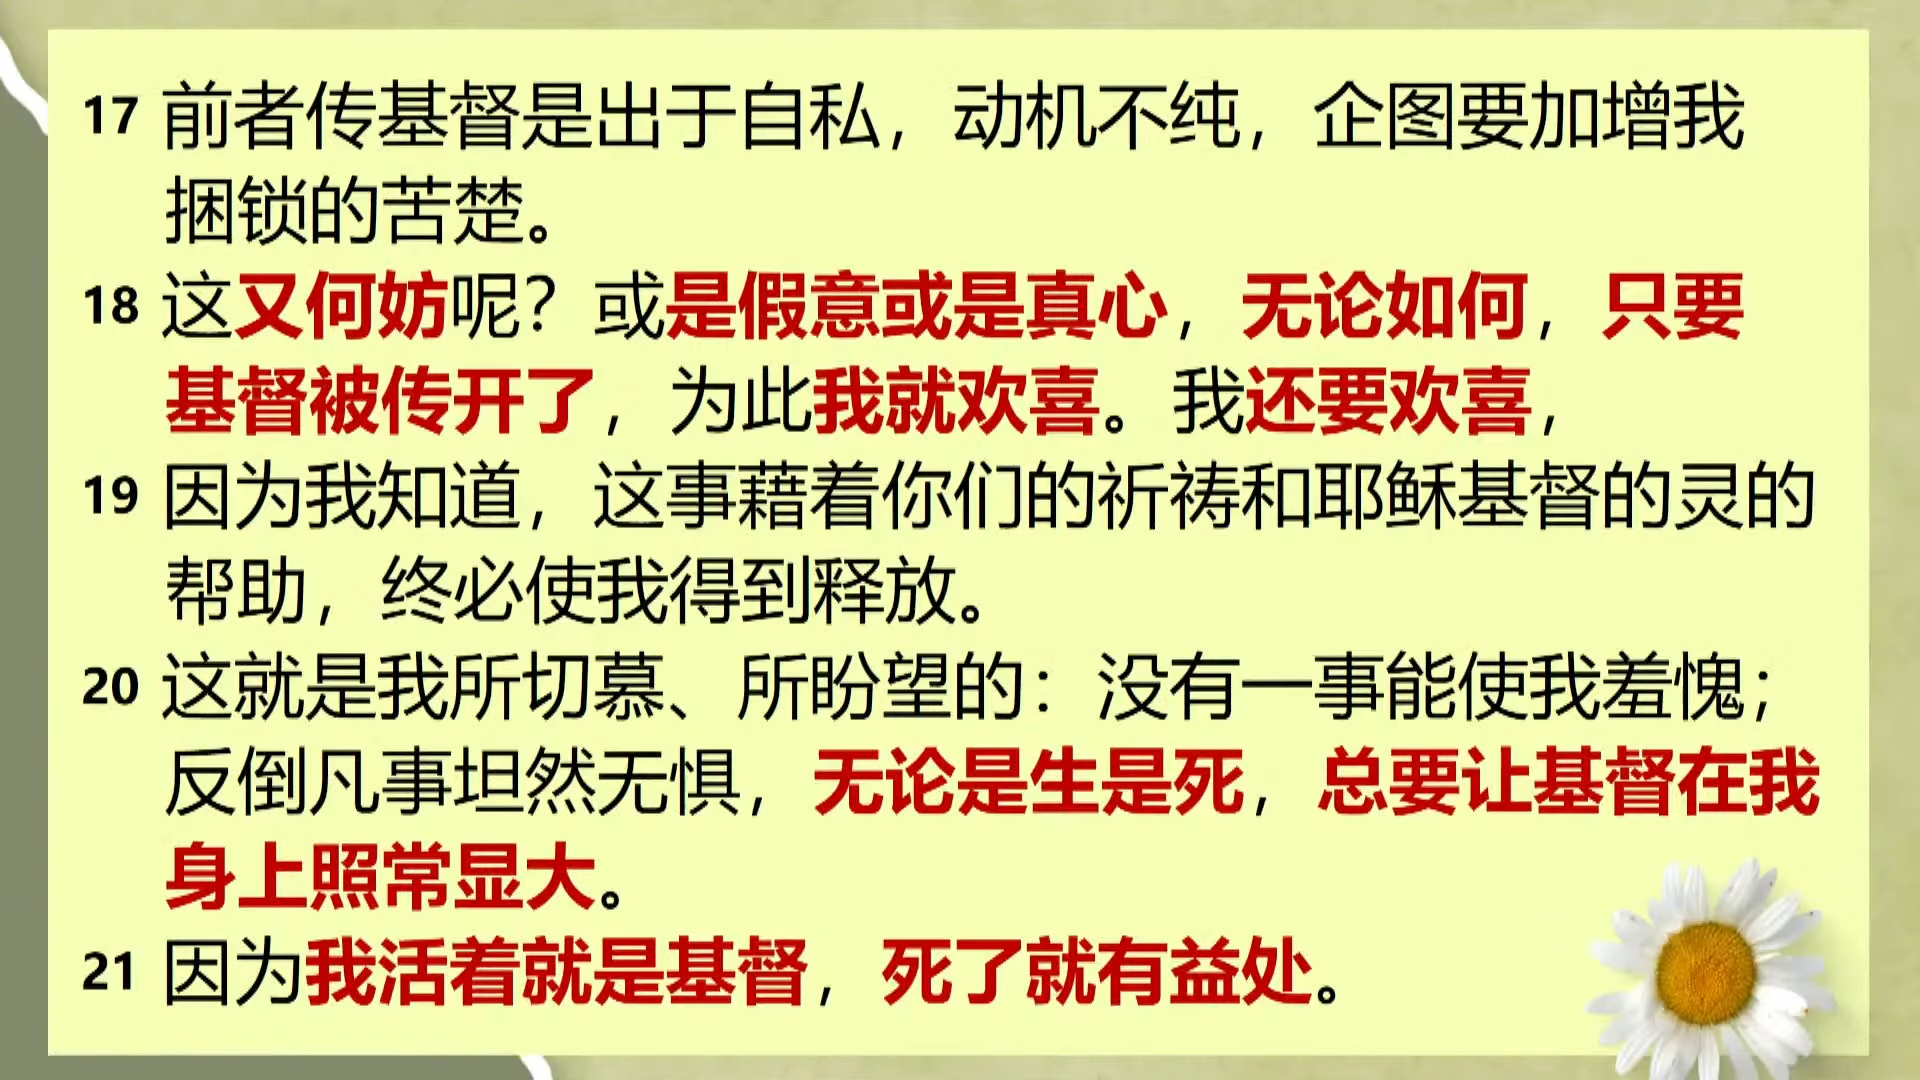 17 前者传基督是出于自私，动机不纯，企图要加增我
捆锁的苦楚。
18 这又何妨呢？或是假意或是真心，无论如何，只要
基督被传开了，为此我就欢喜。我还要欢喜，
19 因为我知道，这事藉着你们的祈祷和耶稣基督的灵的
帮助，终必使我得到释放。
20 这就是我所切慕、所盼望的：没有一事能使我羞愧；
反倒凡事坦然无惧，无论是生是死，总要让基督在我
身上照常显大。
21 因为我活着就是基督，死了就有益处。